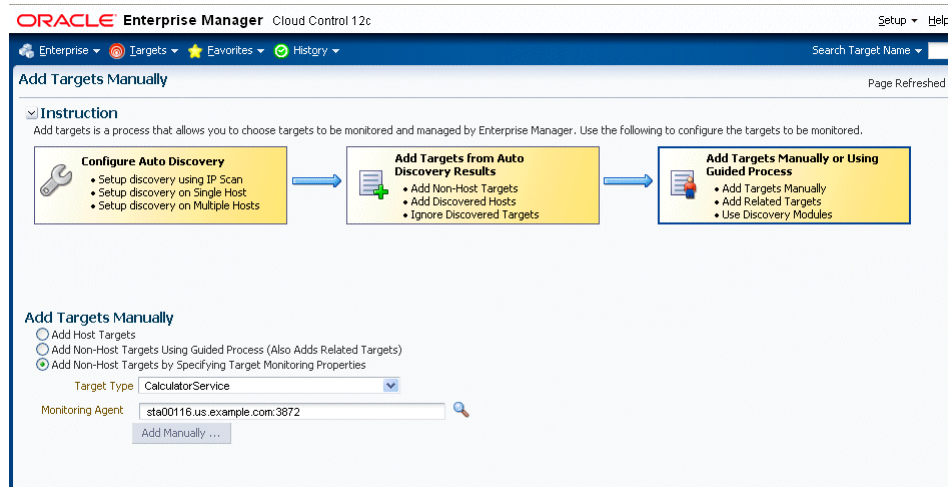 ORACLE Enterprise Manager Cloud Control 12c
Setup Help
Enterprise Targets Favorites History Search Target Name
Add Targets Manually
Page Refreshed
Instruction
Add targets is a process that allows you to choose targets to be monitored and managed by Enterprise Manager. Use the following to configure the targets to be monitored.
Configure Auto Discovery
• Setup discovery using IP Scan
• Setup discovery on Single Host
• Setup discovery on Multiple Hosts
Add Targets from Auto
Discovery Results
• Add Non-Host Targets
• Add Discovered Hosts
• Ignore Discovered Targets
Add Targets Manually or Using
Guided Process
• Add Targets Manually
• Add Related Targets
• Use Discovery Modules
Add Targets Manually
Add Host Targets
Add Non-Host Targets Using Guided Process (Also Adds Related Targets)
Add Non-Host Targets by Specifying Target Monitoring Properties
Target Type CalculatorService
Monitoring Agent sta00116.us.example.com:3872
Add Manually ...